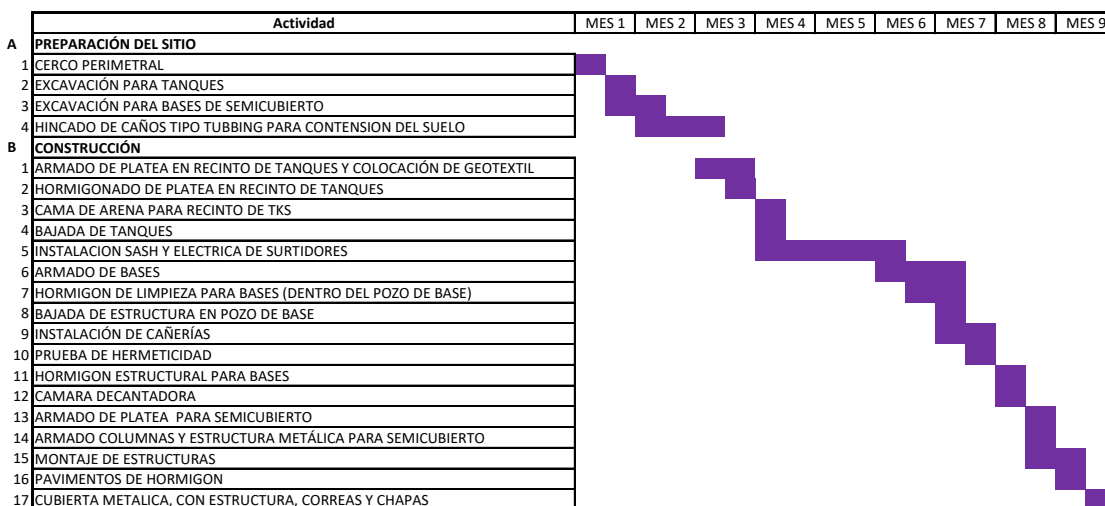 Actividad MES 1 MES 2 MES 3 MES 4 MES 5 MES 6 MES 7 MES 8 MES 9
A PREPARACIÓN DEL SITIO
1 CERCO PERIMETRAL
2 EXCAVACIÓN PARA TANQUES
3 EXCAVACIÓN PARA BASES DE SEMICUBIERTO
4 HINCADO DE CAÑOS TIPO TUBBING PARA CONTENSION DEL SUELO
B CONSTRUCCIÓN
1 ARMADO DE PLATEA EN RECINTO DE TANQUES Y COLOCACIÓN DE GEOTEXTIL
2 HORMIGONADO DE PLATEA EN RECINTO DE TANQUES
3 CAMA DE ARENA PARA RECINTO DE TKS
4 BAJADA DE TANQUES
5 INSTALACION SASH Y ELECTRICA DE SURTIDORES
6 ARMADO DE BASES
7 HORMIGON DE LIMPIEZA PARA BASES (DENTRO DEL POZO DE BASE)
8 BAJADA DE ESTRUCTURA EN POZO DE BASE
9 INSTALACIÓN DE CAÑERÍAS
10 PRUEBA DE HERMETICIDAD
11 HORMIGON ESTRUCTURAL PARA BASES
12 CAMARA DECANTADORA
13 ARMADO DE PLATEA PARA SEMICUBIERTO
14 ARMADO COLUMNAS Y ESTRUCTURA METÁLICA PARA SEMICUBIERTO
15 MONTAJE DE ESTRUCTURAS
16 PAVIMENTOS DE HORMIGON
17 CUBIERTA METALICA, CON ESTRUCTURA, CORREAS Y CHAPAS